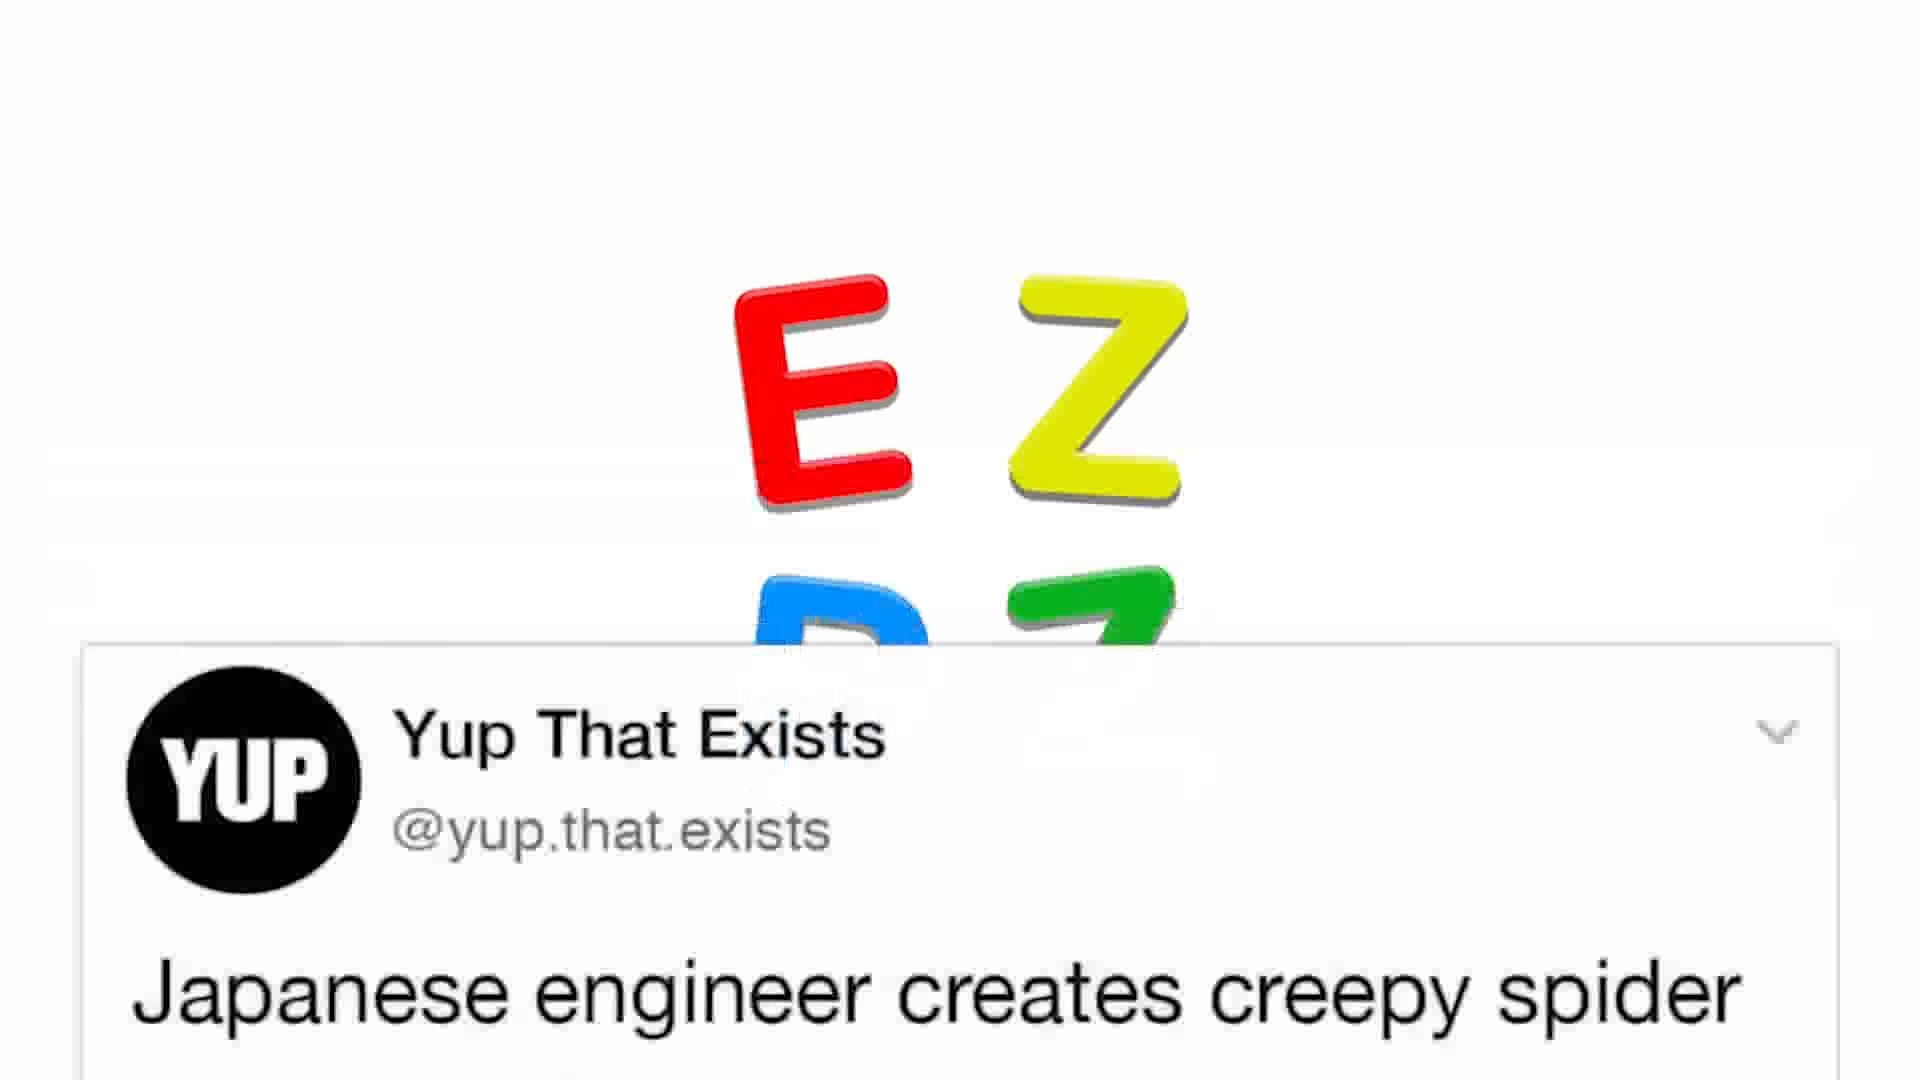 E Z
YUP
Yup That Exists
@yup.that.exists
Japanese engineer creates creepy spider